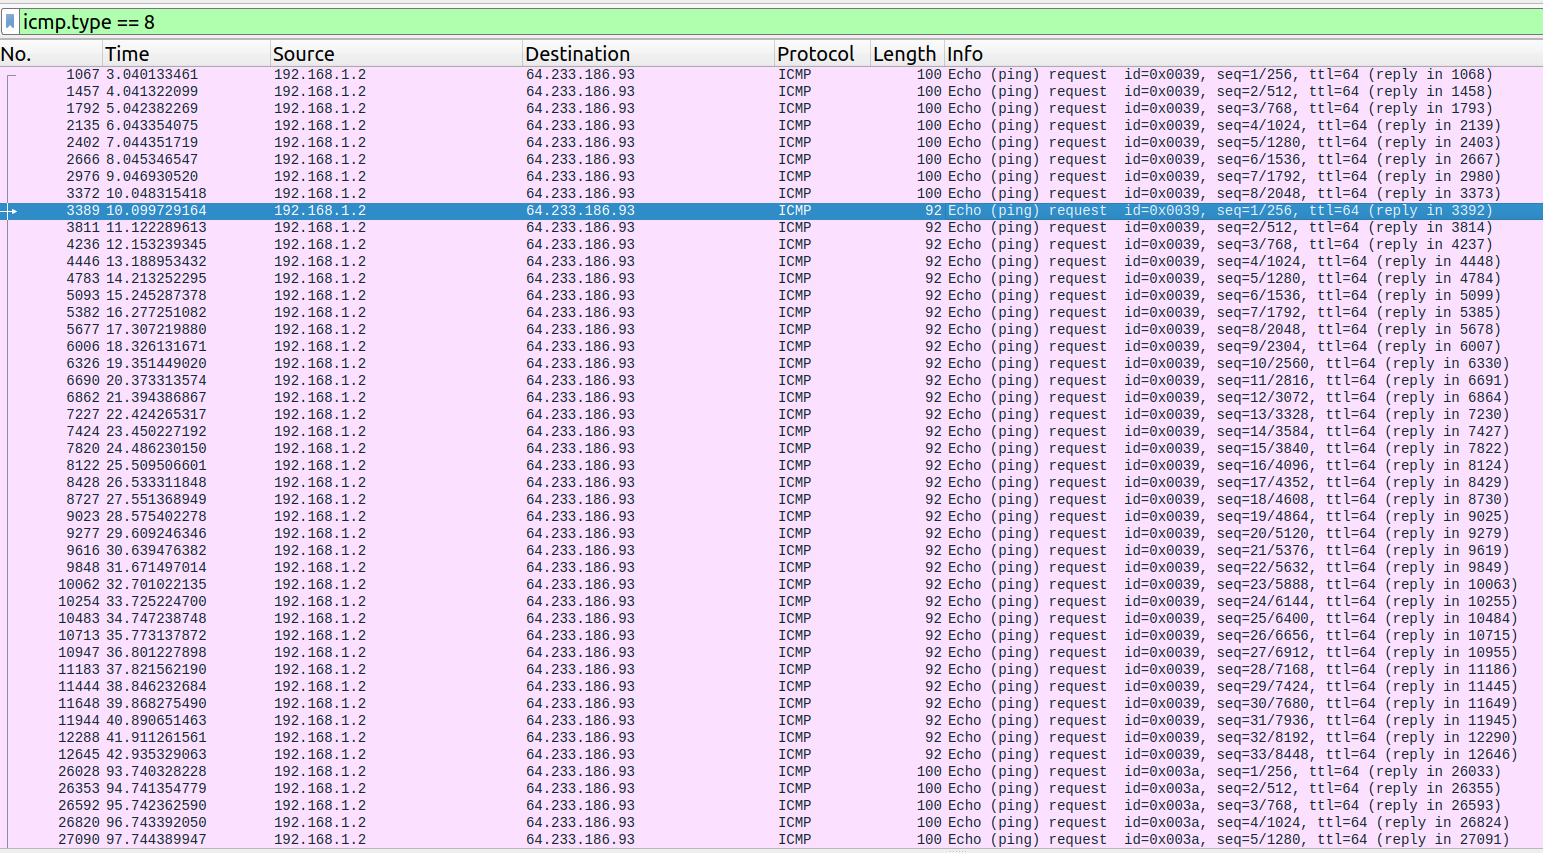 icmp.type == 8
No. Time Source Destination Protocol Length Info
1067 3.040133461 192.168.1.2 64.233.186.93 ICMP 100 Echo (ping) request id=0x0039, seq=1/256, ttl=64 (reply in 1068)
1457 4.041322099 192.168.1.2 64.233.186.93 ICMP 100 Echo (ping) request id=0x0039, seq=2/512, ttl=64 (reply in 1458)
1792 5.042382269 192.168.1.2 64.233.186.93 ICMP 100 Echo (ping) request id=0x0039, seq=3/768, ttl=64 (reply in 1793)
2135 6.043354075 192.168.1.2 64.233.186.93 ICMP 100 Echo (ping) request id=0x0039, seq=4/1024, ttl=64 (reply in 2139)
2402 7.044351719 192.168.1.2 64.233.186.93 ICMP 100 Echo (ping) request id=0x0039, seq=5/1280, ttl=64 (reply in 2403)
2666 8.045346547 192.168.1.2 64.233.186.93 ICMP 100 Echo (ping) request id=0x0039, seq=6/1536, ttl=64 (reply in 2667)
2976 9.046930520 192.168.1.2 64.233.186.93 ICMP 100 Echo (ping) request id=0x0039, seq=7/1792, ttl=64 (reply in 2980)
3372 10.048315418 192.168.1.2 64.233.186.93 ICMP 100 Echo (ping) request id=0x0039, seq=8/2048, ttl=64 (reply in 3373)
3389 10.099729164 192.168.1.2 64.233.186.93 ICMP 92 Echo (ping) request id=0x0039, seq=1/256, ttl=64 (reply in 3392)
3811 11.122289613 192.168.1.2 64.233.186.93 ICMP 92 Echo (ping) request id=0x0039, seq=2/512, ttl=64 (reply in 3814)
4236 12.153239345 192.168.1.2 64.233.186.93 ICMP 92 Echo (ping) request id=0x0039, seq=3/768, ttl=64 (reply in 4237)
4446 13.188953432 192.168.1.2 64.233.186.93 ICMP 92 Echo (ping) request id=0x0039, seq=4/1024, ttl=64 (reply in 4448)
4783 14.213252295 192.168.1.2 64.233.186.93 ICMP 92 Echo (ping) request id=0x0039, seq=5/1280, ttl=64 (reply in 4784)
5093 15.245287378 192.168.1.2 64.233.186.93 ICMP 92 Echo (ping) request id=0x0039, seq=6/1536, ttl=64 (reply in 5099)
5382 16.277251082 192.168.1.2 64.233.186.93 ICMP 92 Echo (ping) request id=0x0039, seq=7/1792, ttl=64 (reply in 5385)
5677 17.307219880 192.168.1.2 64.233.186.93 ICMP 92 Echo (ping) request id=0x0039, seq=8/2048, ttl=64 (reply in 5678)
6006 18.326131671 192.168.1.2 64.233.186.93 ICMP 92 Echo (ping) request id=0x0039, seq=9/2304, ttl=64 (reply in 6007)
6326 19.351449020 192.168.1.2 64.233.186.93 ICMP 92 Echo (ping) request id=0x0039, seq=10/2560, ttl=64 (reply in 6330)
6690 20.373313574 192.168.1.2 64.233.186.93 ICMP 92 Echo (ping) request id=0x0039, seq=11/2816, ttl=64 (reply in 6691)
6862 21.394386867 192.168.1.2 64.233.186.93 ICMP 92 Echo (ping) request id=0x0039, seq=12/3072, ttl=64 (reply in 6864)
7227 22.424265317 192.168.1.2 64.233.186.93 ICMP 92 Echo (ping) request id=0x0039, seq=13/3328, ttl=64 (reply in 7230)
7424 23.450227192 192.168.1.2 64.233.186.93 ICMP 92 Echo (ping) request id=0x0039, seq=14/3584, ttl=64 (reply in 7427)
7820 24.486230150 192.168.1.2 64.233.186.93 ICMP 92 Echo (ping) request id=0x0039, seq=15/3840, ttl=64 (reply in 7822)
8122 25.509506601 192.168.1.2 64.233.186.93 ICMP 92 Echo (ping) request id=0x0039, seq=16/4096, ttl=64 (reply in 8124)
8428 26.533311848 192.168.1.2 64.233.186.93 ICMP 92 Echo (ping) request id=0x0039, seq=17/4352, ttl=64 (reply in 8429)
8727 27.551368949 192.168.1.2 64.233.186.93 ICMP 92 Echo (ping) request id=0x0039, seq=18/4608, ttl=64 (reply in 8730)
9023 28.575402278 192.168.1.2 64.233.186.93 ICMP 92 Echo (ping) request id=0x0039, seq=19/4864, ttl=64 (reply in 9025)
9277 29.609246346 192.168.1.2 64.233.186.93 ICMP 92 Echo (ping) request id=0x0039, seq=20/5120, ttl=64 (reply in 9279)
9616 30.639476382 192.168.1.2 64.233.186.93 ICMP 92 Echo (ping) request id=0x0039, seq=21/5376, ttl=64 (reply in 9619)
9848 31.671497014 192.168.1.2 64.233.186.93 ICMP 92 Echo (ping) request id=0x0039, seq=22/5632, ttl=64 (reply in 9849)
10062 32.701022135 192.168.1.2 64.233.186.93 ICMP 92 Echo (ping) request id=0x0039, seq=23/5888, ttl=64 (reply in 10063)
10254 33.725224700 192.168.1.2 64.233.186.93 ICMP 92 Echo (ping) request id=0x0039, seq=24/6144, ttl=64 (reply in 10255)
10483 34.747238748 192.168.1.2 64.233.186.93 ICMP 92 Echo (ping) request id=0x0039, seq=25/6400, ttl=64 (reply in 10484)
10713 35.773137872 192.168.1.2 64.233.186.93 ICMP 92 Echo (ping) request id=0x0039, seq=26/6656, ttl=64 (reply in 10715)
10947 36.801227898 192.168.1.2 64.233.186.93 ICMP 92 Echo (ping) request id=0x0039, seq=27/6912, ttl=64 (reply in 10955)
11183 37.821562190 192.168.1.2 64.233.186.93 ICMP 92 Echo (ping) request id=0x0039, seq=28/7168, ttl=64 (reply in 11186)
11444 38.846232684 192.168.1.2 64.233.186.93 ICMP 92 Echo (ping) request id=0x0039, seq=29/7424, ttl=64 (reply in 11445)
11648 39.868275490 192.168.1.2 64.233.186.93 ICMP 92 Echo (ping) request id=0x0039, seq=30/7680, ttl=64 (reply in 11649)
11944 40.890651463 192.168.1.2 64.233.186.93 ICMP 92 Echo (ping) request id=0x0039, seq=31/7936, ttl=64 (reply in 11945)
12288 41.911261561 192.168.1.2 64.233.186.93 ICMP 92 Echo (ping) request id=0x0039, seq=32/8192, ttl=64 (reply in 12290)
12645 42.935329063 192.168.1.2 64.233.186.93 ICMP 92 Echo (ping) request id=0x0039, seq=33/8448, ttl=64 (reply in 12646)
26028 93.740328228 192.168.1.2 64.233.186.93 ICMP 100 Echo (ping) request id=0x003a, seq=1/256, ttl=64 (reply in 26033)
26353 94.741354779 192.168.1.2 64.233.186.93 ICMP 100 Echo (ping) request id=0x003a, seq=2/512, ttl=64 (reply in 26355)
26592 95.742362590 192.168.1.2 64.233.186.93 ICMP 100 Echo (ping) request id=0x003a, seq=3/768, ttl=64 (reply in 26593)
26820 96.743392050 192.168.1.2 64.233.186.93 ICMP 100 Echo (ping) request id=0x003a, seq=4/1024, ttl=64 (reply in 26824)
27090 97.744389947 192.168.1.2 64.233.186.93 ICMP 100 Echo (ping) request id=0x003a, seq=5/1280, ttl=64 (reply in 27091)